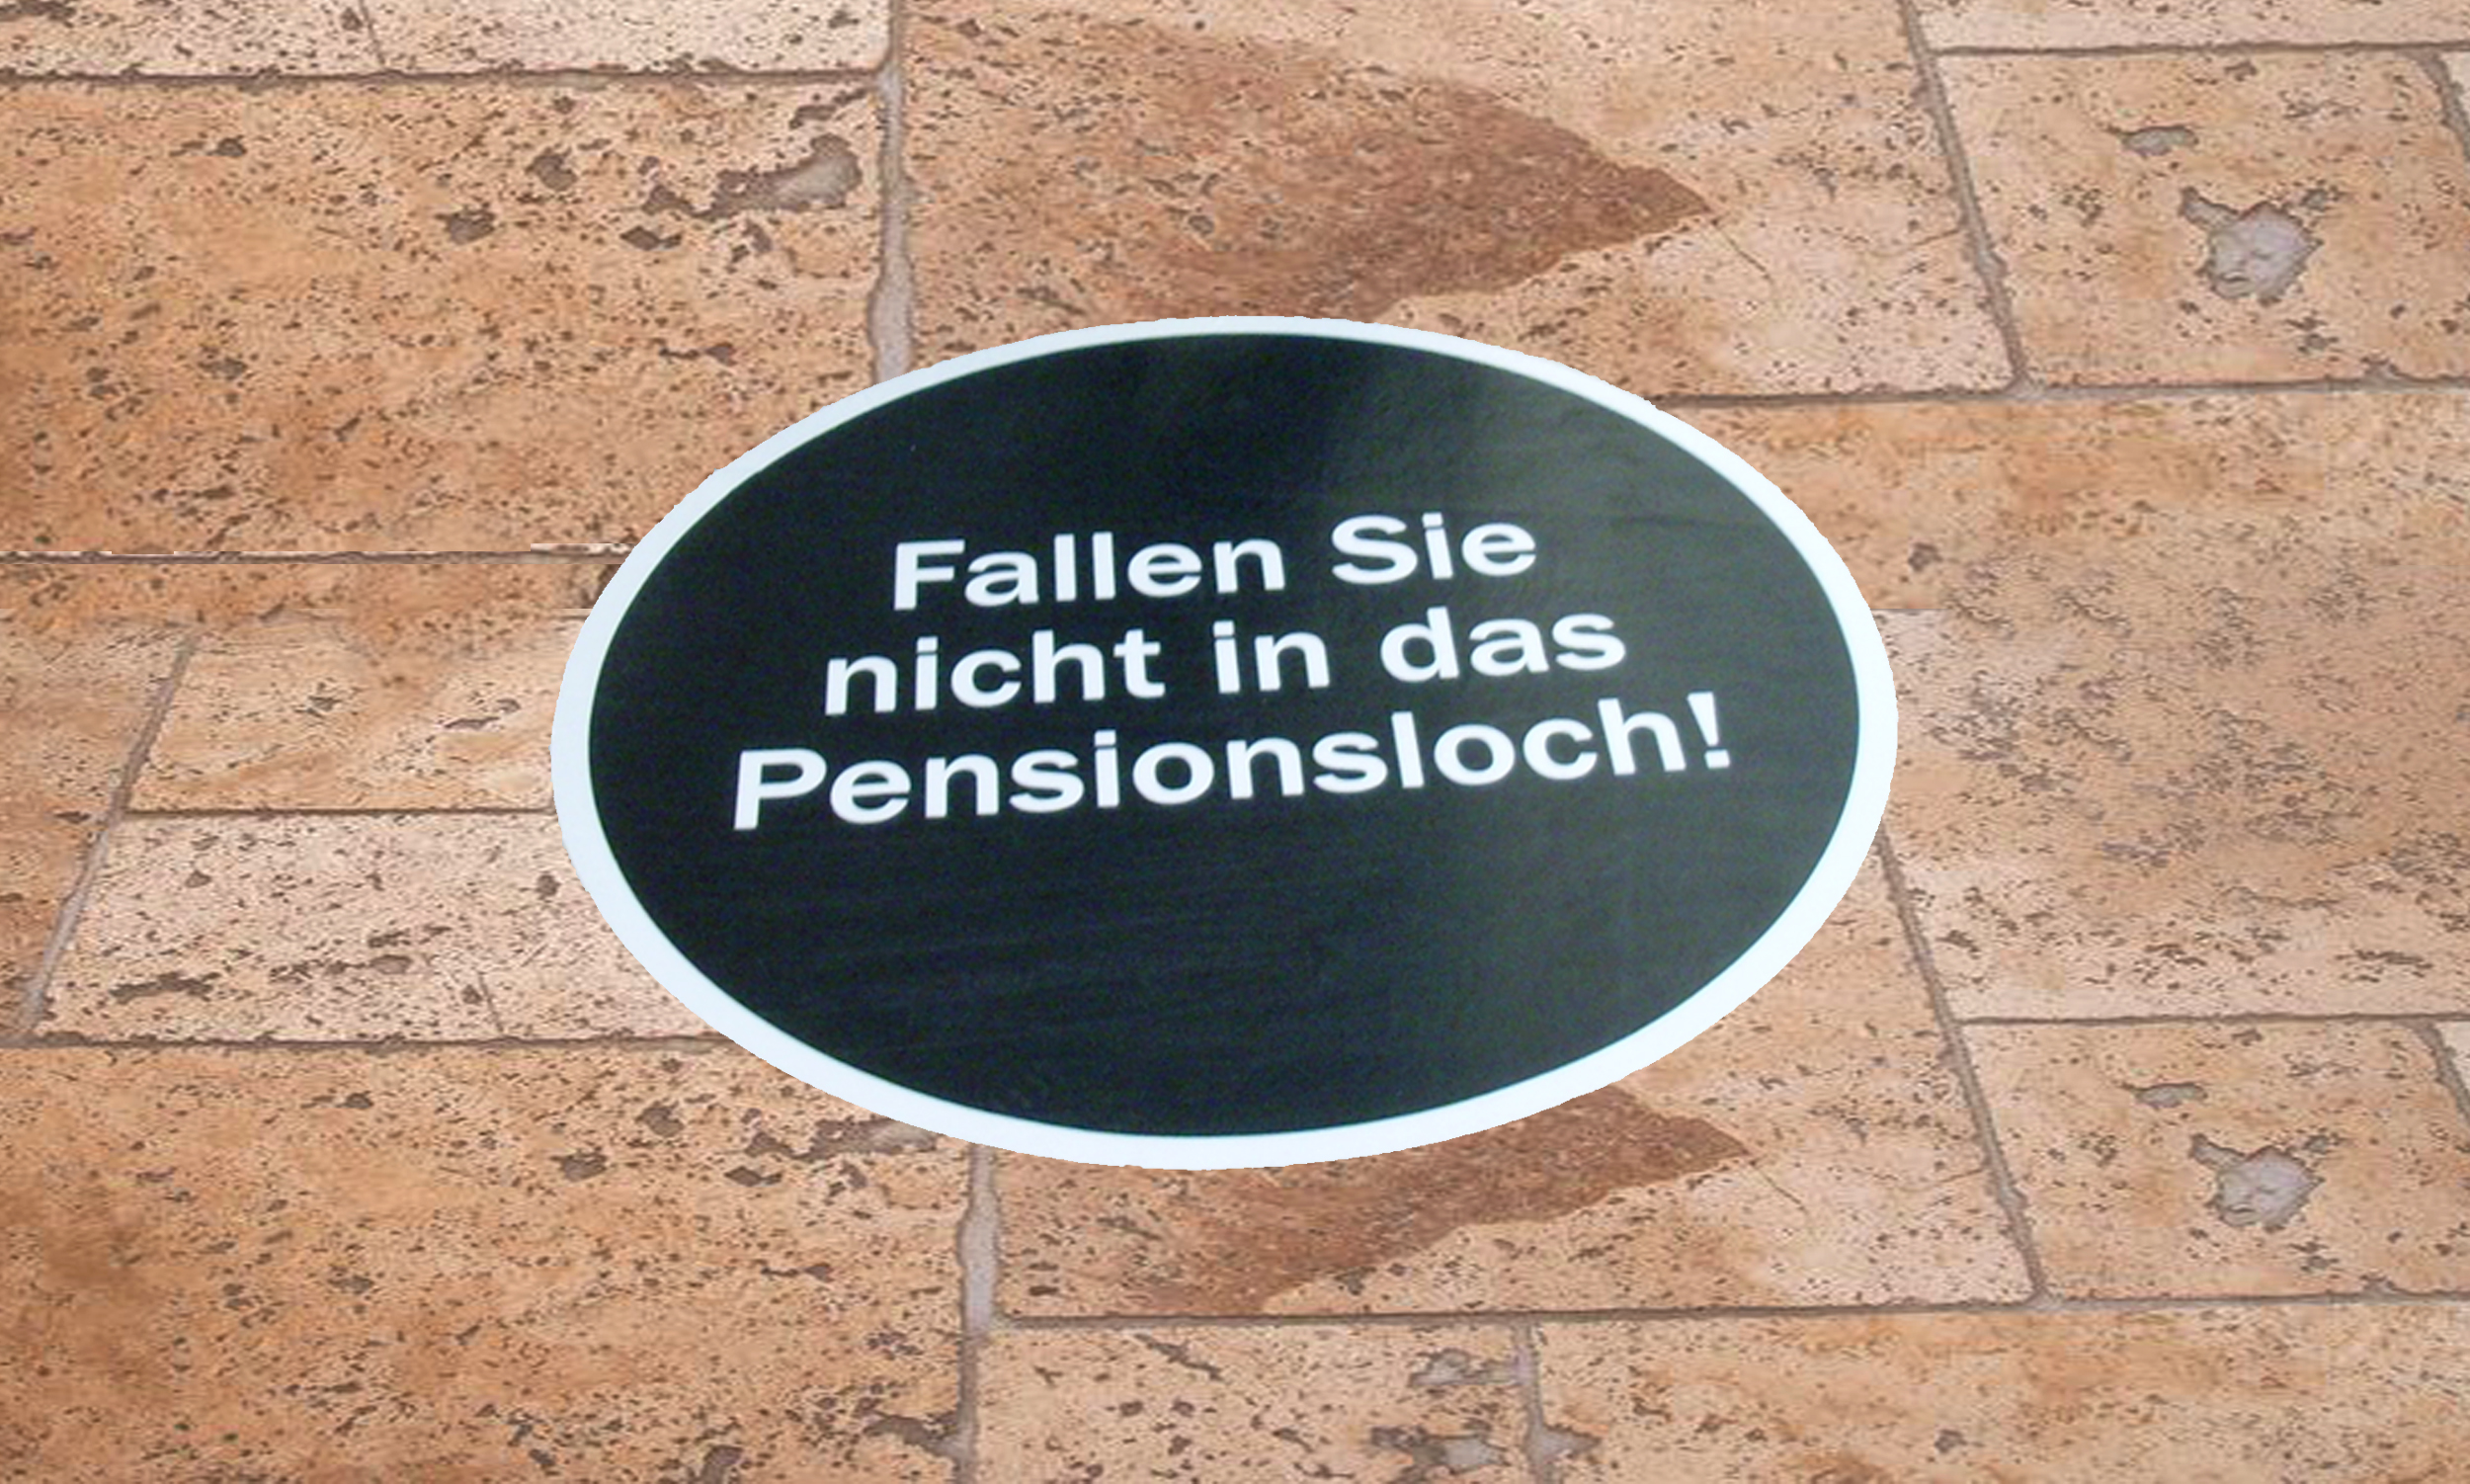 Fallen Sie
nicht in das
Pensionsloch!